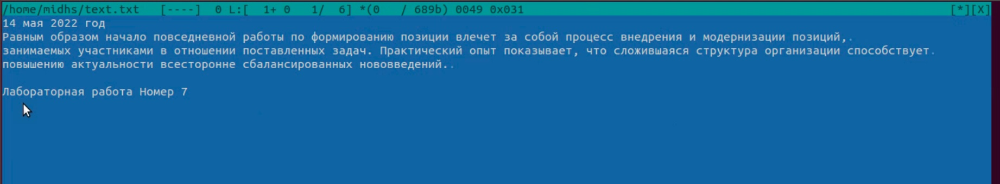 /home/midhs/text.txt [----] 0 L:[ 1+ 0 1/ 6] *(0 / 689b) 0049 0x031 [*][X]
14 мая 2022 год
Равным образом начало повседневной работы по формированию позиции влечет за собой процесс внедрения и модернизации позиций,.
занимаемых участниками в отношении поставленных задач. Практический опыт показывает, что сложившаяся структура организации способствует.
повышению актуальности всесторонне сбалансированных нововведений..
Лабораторная работа Номер 7